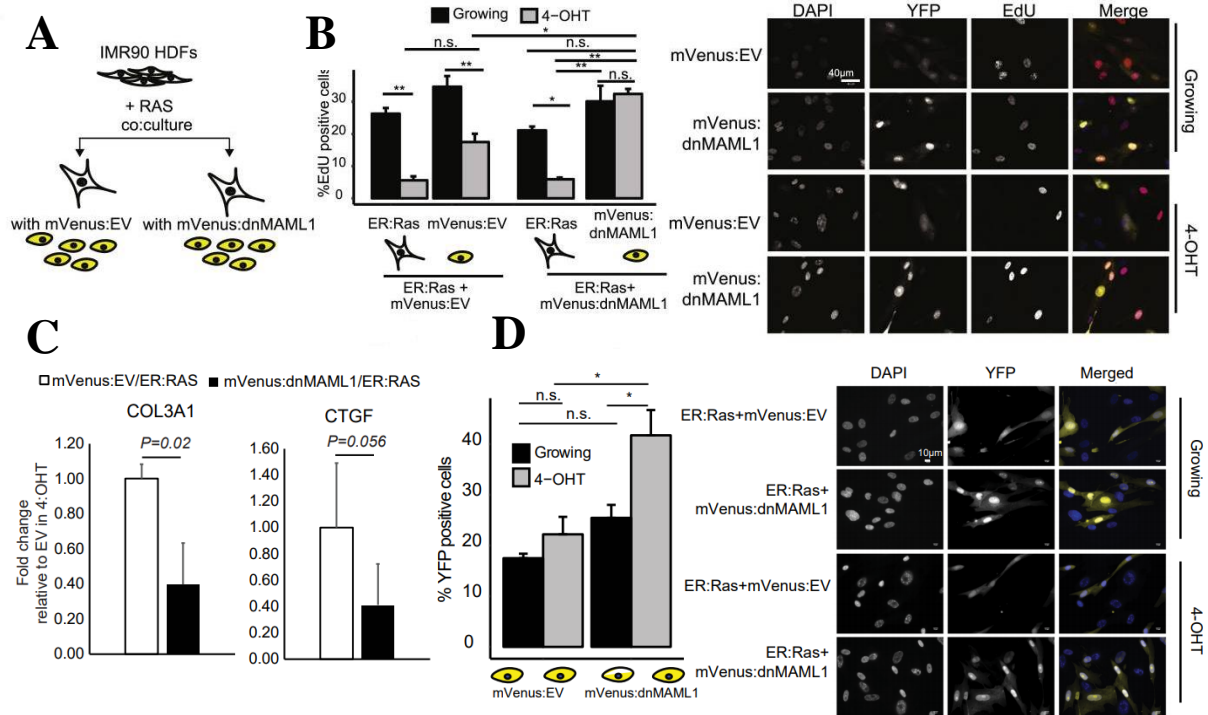 A
IMR90 HDFs
+ RAS
co:culture
with mVenus:EV
with mVenus:dnMAML1
B
Growing
4-OHT
*
n.s.
n.s.
**
**
**
**
n.s.
*
%EdU positive cells
30
20
10
0
ER:Ras
mVenus:EV
ER:Ras
mVenus:
dnMAML1
ER:Ras +
mVenus:EV
ER:Ras+
mVenus:dnMAML1
DAPI
YFP
EdU
Merge
mVenus:EV
40µm
mVenus:
dnMAML1
mVenus:EV
mVenus:
dnMAML1
Growing
4-OHT
C
mVenus:EV/ER:RAS
mVenus:dnMAML1/ER:RAS
COL3A1
P=0.02
Fold change
relative to EV in 4:OHT
1.20
1.00
0.80
0.60
0.40
0.20
0.00
CTGF
P=0.056
1.60
1.40
1.20
1.00
0.80
0.60
0.40
0.20
0.00
D
*
n.s.
*
n.s.
Growing
4-OHT
% YFP positive cells
40
30
20
10
0
mVenus:EV
mVenus:dnMAML1
DAPI
YFP
Merged
ER:Ras+mVenus:EV
10µm
ER:Ras+
mVenus:dnMAML1
ER:Ras+mVenus:EV
ER:Ras+
mVenus:dnMAML1
Growing
4-OHT